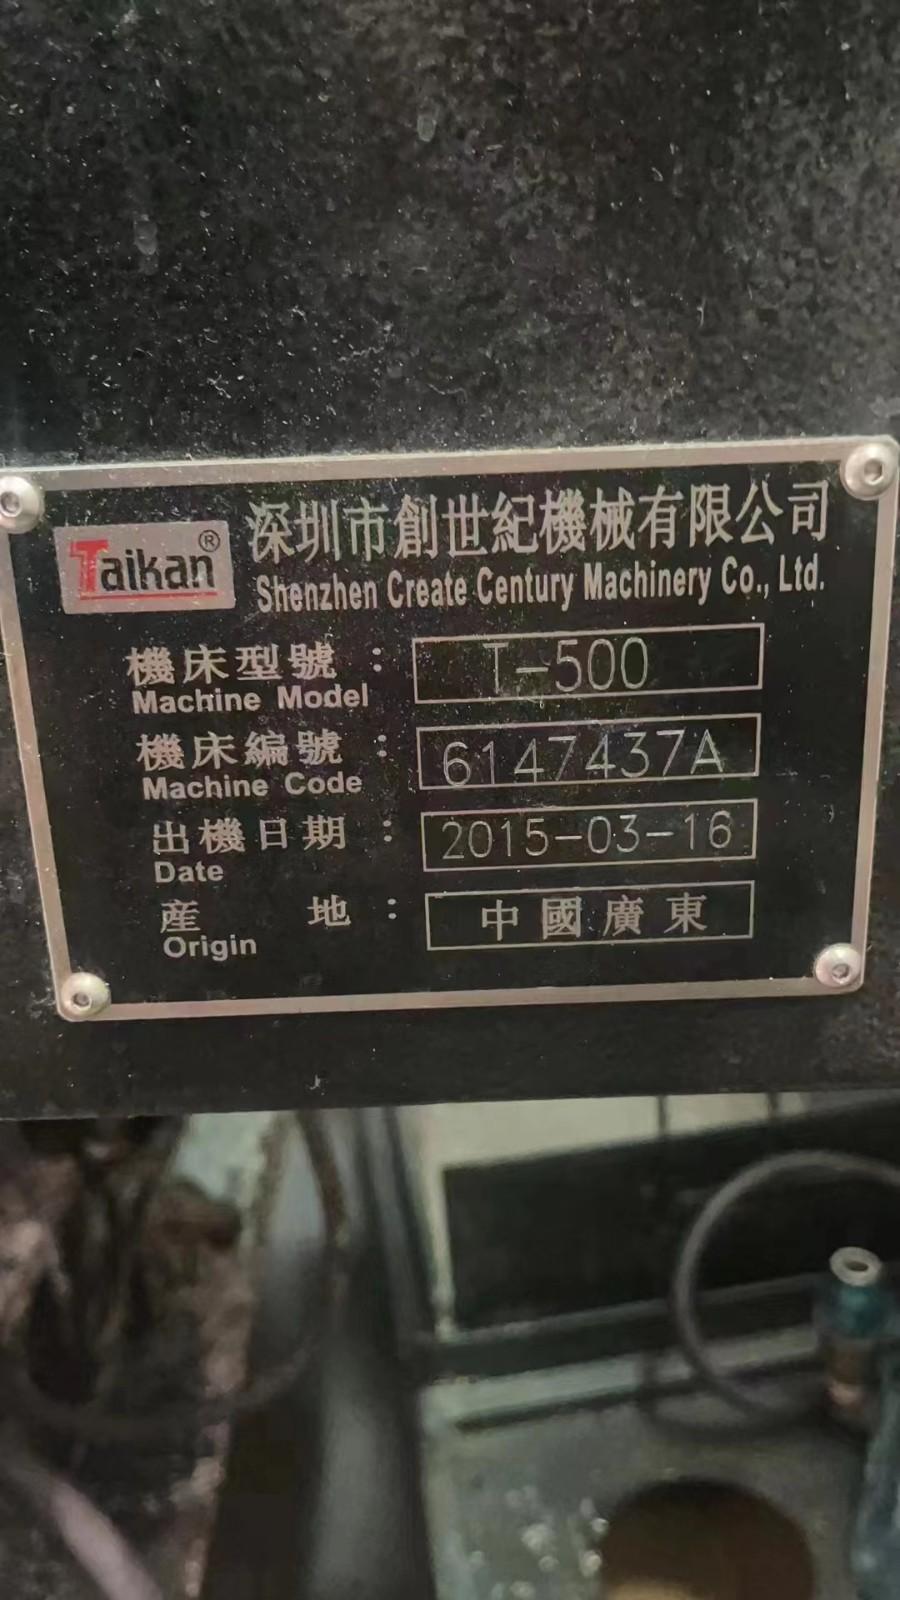 Taikan®
深圳市創世紀機械有限公司
Shenzhen Create Century Machinery Co., Ltd.
機床型號：T-500
Machine Model
機床編號：6147437A
Machine Code
出機日期：2015-03-16
Date
産 地：中國廣東
Origin